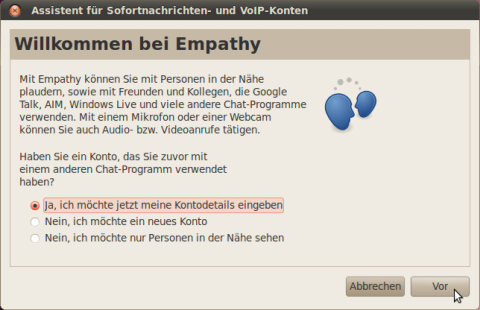 Assistent für Sofortnachrichten- und VoIP-Konten
Willkommen bei Empathy
Mit Empathy können Sie mit Personen in der Nähe
plaudern, sowie mit Freunden und Kollegen, die Google
Talk, AIM, Windows Live und viele andere Chat-Programme
verwenden. Mit einem Mikrofon oder einer Webcam
können Sie auch Audio- bzw. Videoanrufe tätigen.
Haben Sie ein Konto, das Sie zuvor mit
einem anderen Chat-Programm verwendet
haben?
Ja, ich möchte jetzt meine Kontodetails eingeben
Nein, ich möchte ein neues Konto
Nein, ich möchte nur Personen in der Nähe sehen
Abbrechen
Vor